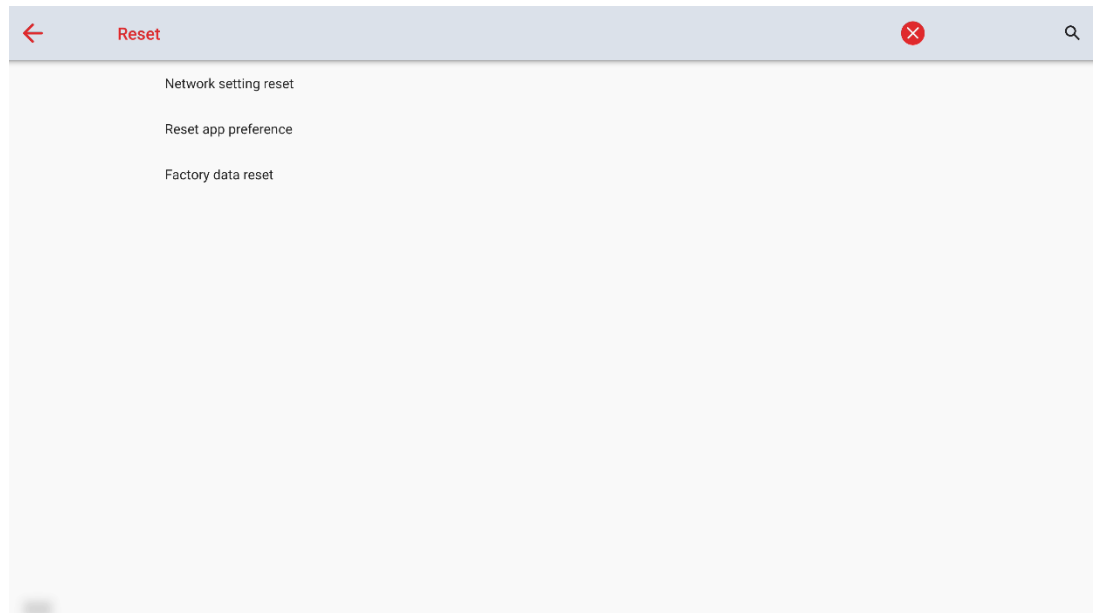 Reset
Network setting reset
Reset app preference
Factory data reset